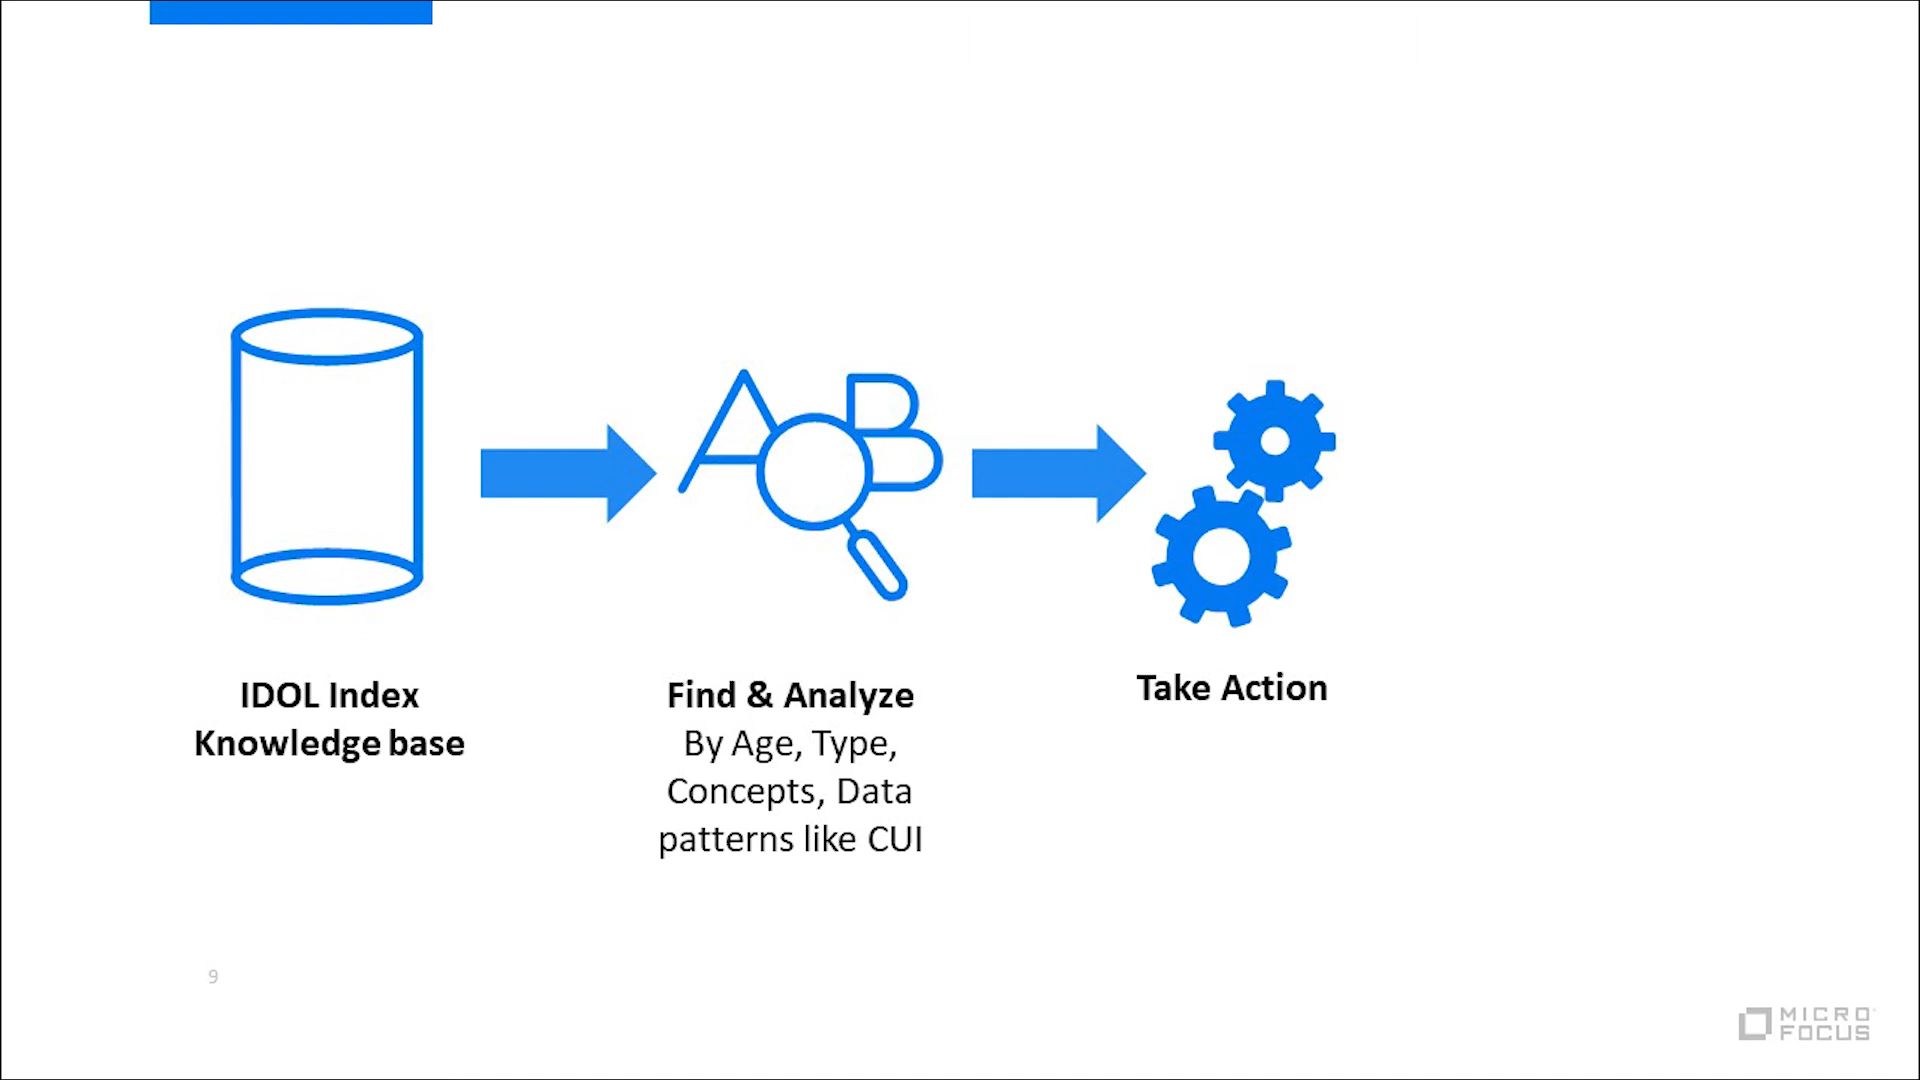 A B
IDOL Index
Knowledge base
Find & Analyze
By Age, Type,
Concepts, Data
patterns like CUI
Take Action
9
MICRO
FOCUS